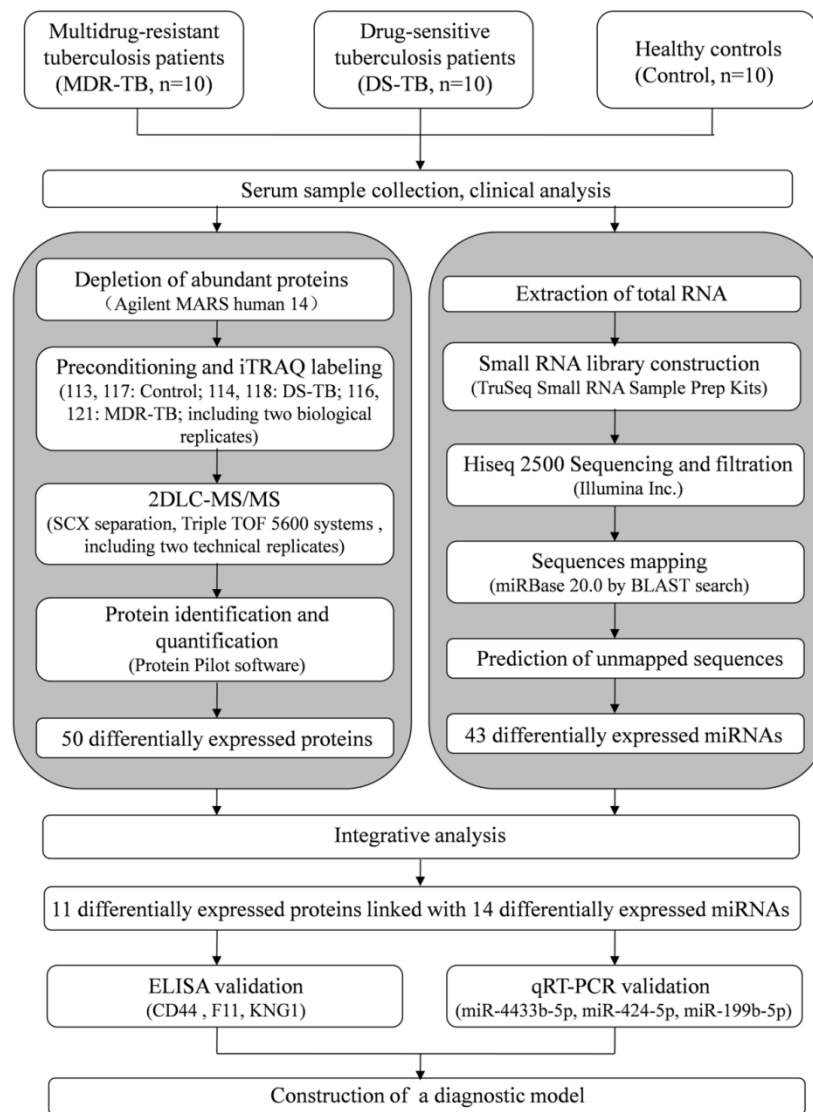 Multidrug-resistant
tuberculosis patients
(MDR-TB, n=10)
Drug-sensitive
tuberculosis patients
(DS-TB, n=10)
Healthy controls
(Control, n=10)
Serum sample collection, clinical analysis
Depletion of abundant proteins
（Agilent MARS human 14）
Preconditioning and iTRAQ labeling
(113, 117: Control; 114, 118: DS-TB; 116,
121: MDR-TB; including two biological
replicates)
2DLC-MS/MS
(SCX separation, Triple TOF 5600 systems ,
including two technical replicates)
Protein identification and
quantification
(Protein Pilot software)
50 differentially expressed proteins
Extraction of total RNA
Small RNA library construction
(TruSeq Small RNA Sample Prep Kits)
Hiseq 2500 Sequencing and filtration
(Illumina Inc.)
Sequences mapping
(miRBase 20.0 by BLAST search)
Prediction of unmapped sequences
43 differentially expressed miRNAs
Integrative analysis
11 differentially expressed proteins linked with 14 differentially expressed miRNAs
ELISA validation
(CD44 , F11, KNG1)
qRT-PCR validation
(miR-4433b-5p, miR-424-5p, miR-199b-5p)
Construction of a diagnostic model